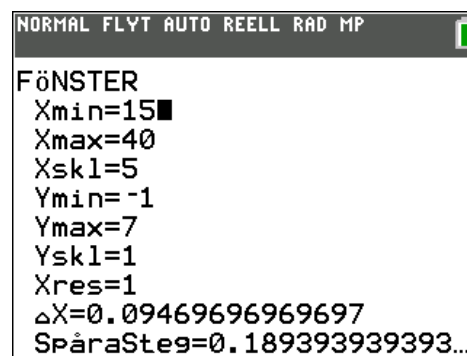 NORMAL FLYT AUTO REELL RAD MP
FÖNSTER
Xmin=15
Xmax=40
Xskl=5
Ymin=-1
Ymax=7
Yskl=1
Xres=1
△X=0.09469696969697
SpåraSteg=0.189393939393…